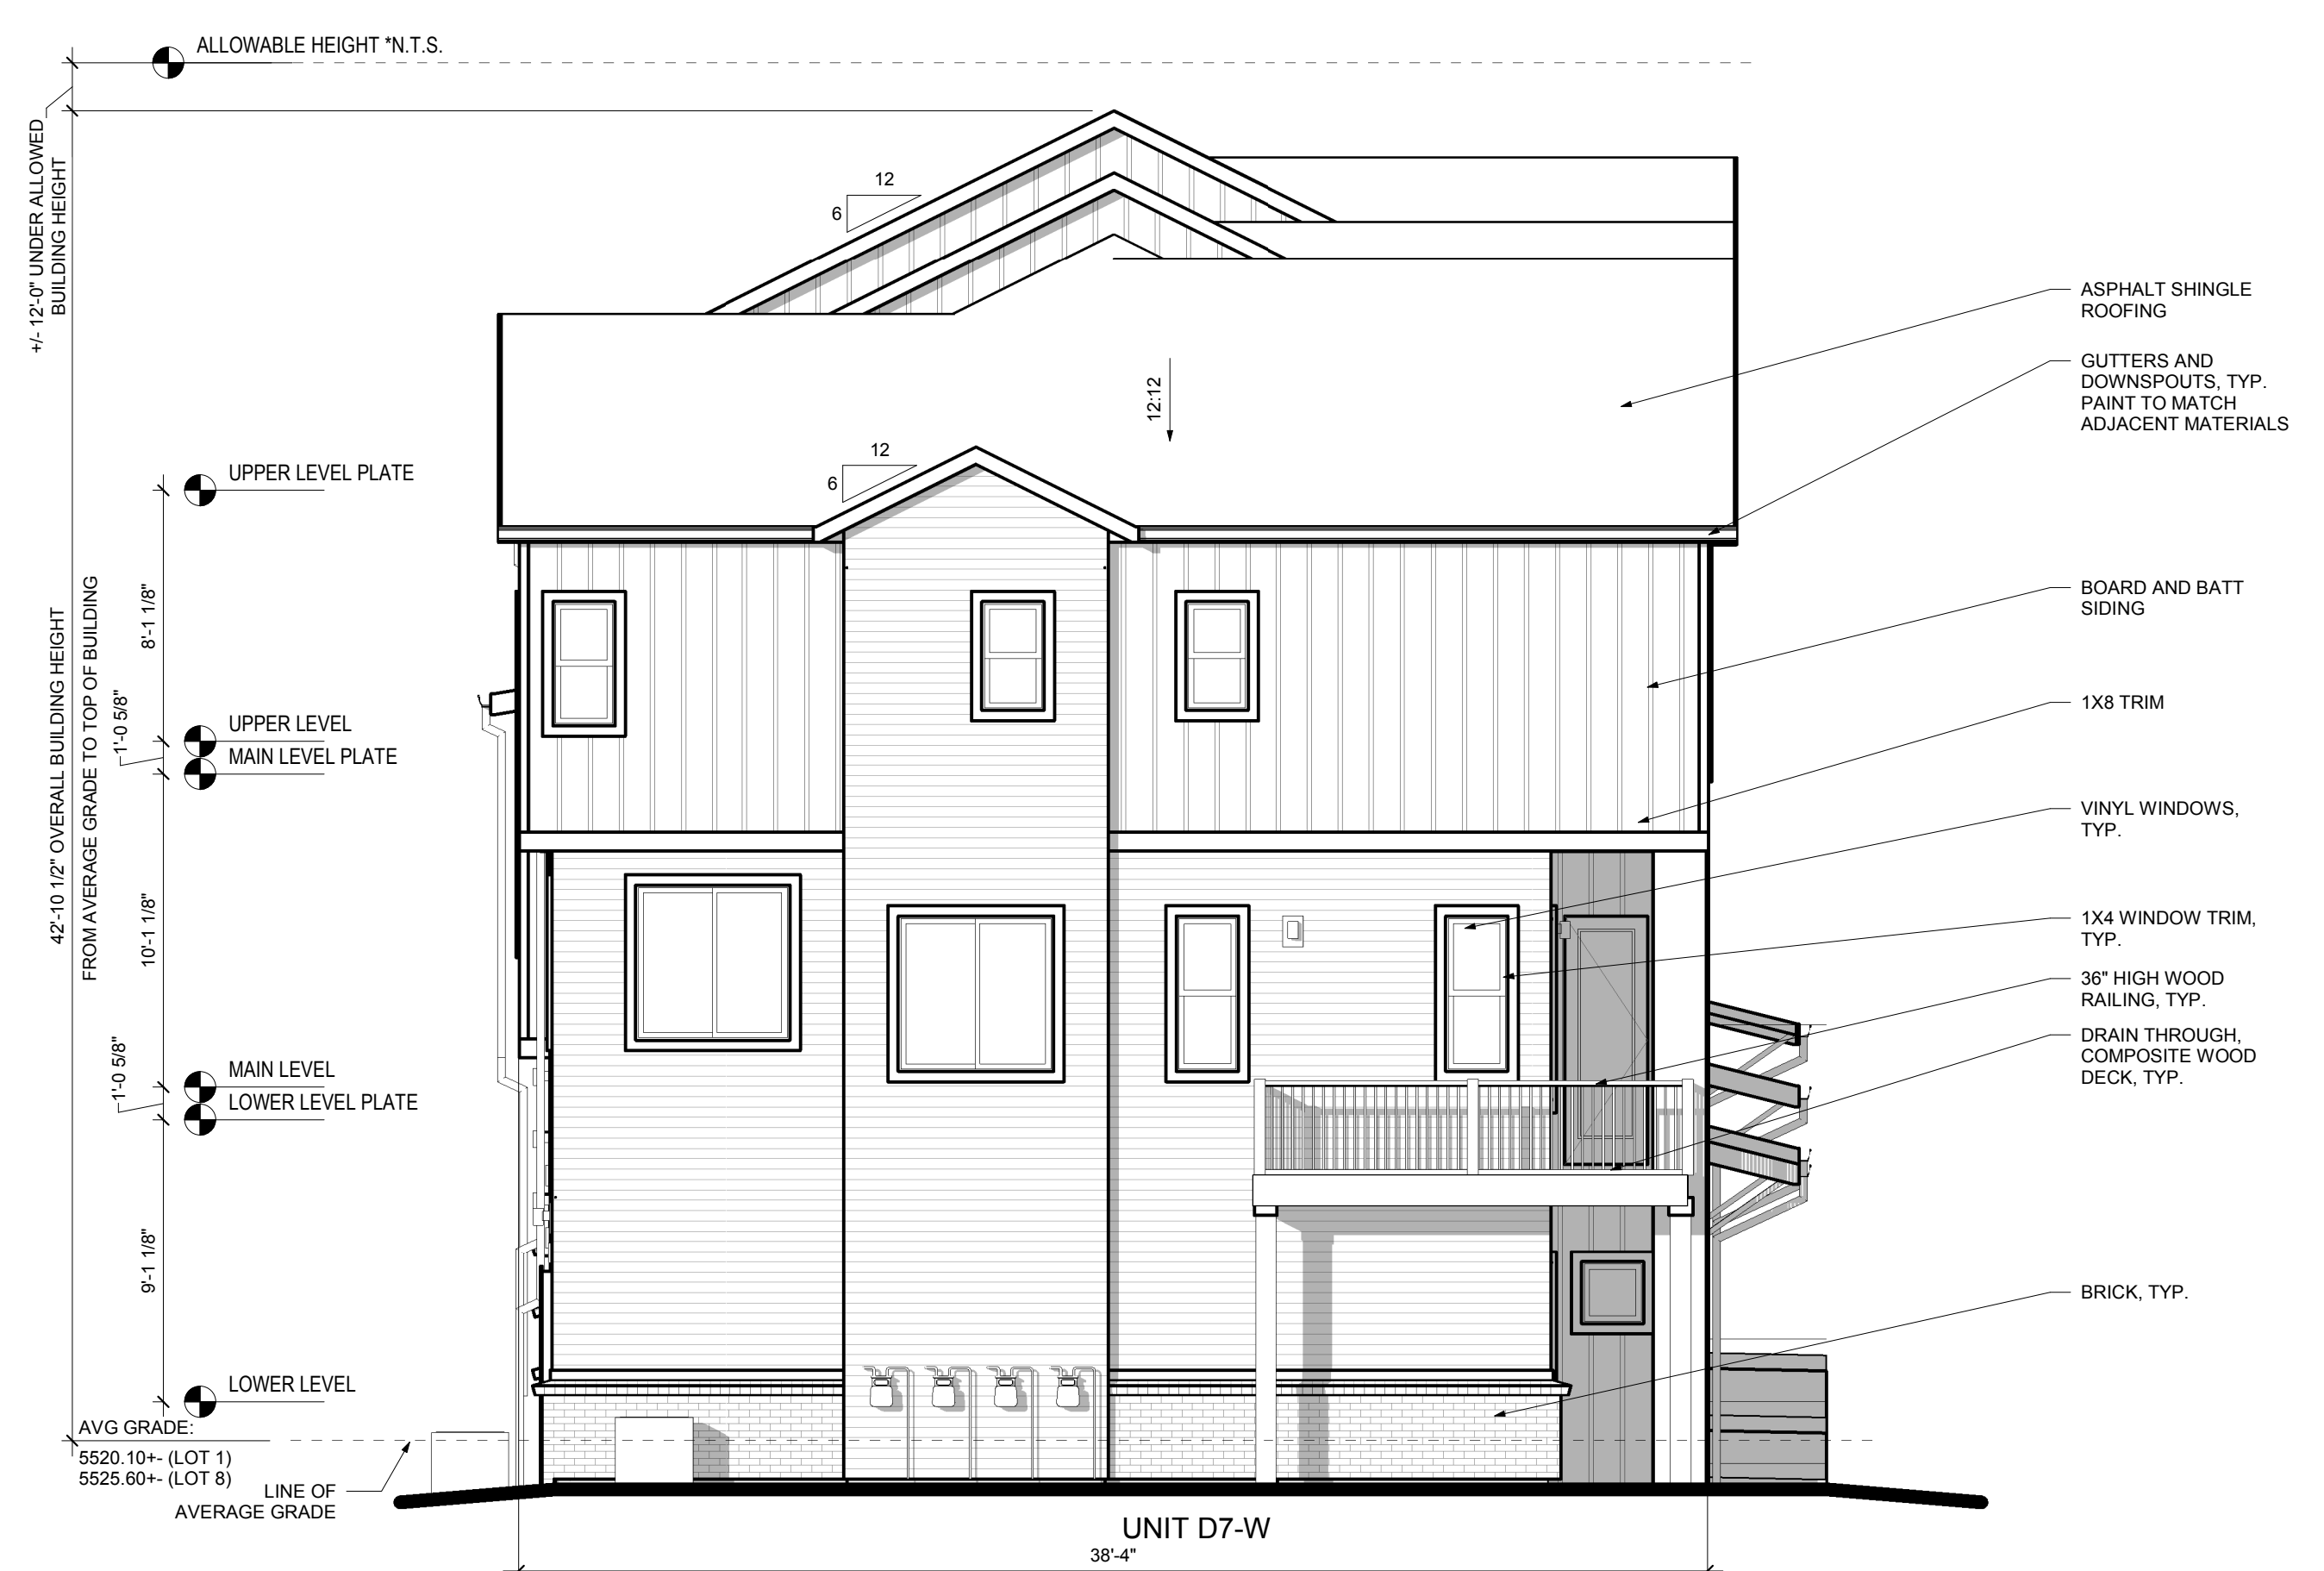 ALLOWABLE HEIGHT *N.T.S.
+/- 12'-0" UNDER ALLOWED
BUILDING HEIGHT
12
6
12:12
12
6
UPPER LEVEL PLATE
8'-1 1/8"
UPPER LEVEL
1'-0 5/8"
MAIN LEVEL PLATE
42'-10 1/2" OVERALL BUILDING HEIGHT
FROM AVERAGE GRADE TO TOP OF BUILDING
10'-1 1/8"
MAIN LEVEL
1'-0 5/8"
LOWER LEVEL PLATE
9'-1 1/8"
LOWER LEVEL
AVG GRADE:
5520.10+- (LOT 1)
5525.60+- (LOT 8)
LINE OF
AVERAGE GRADE
ASPHALT SHINGLE
ROOFING
GUTTERS AND
DOWNSPOUTS, TYP.
PAINT TO MATCH
ADJACENT MATERIALS
BOARD AND BATT
SIDING
1X8 TRIM
VINYL WINDOWS,
TYP.
1X4 WINDOW TRIM,
TYP.
36" HIGH WOOD
RAILING, TYP.
DRAIN THROUGH,
COMPOSITE WOOD
DECK, TYP.
BRICK, TYP.
UNIT D7-W
38'-4"